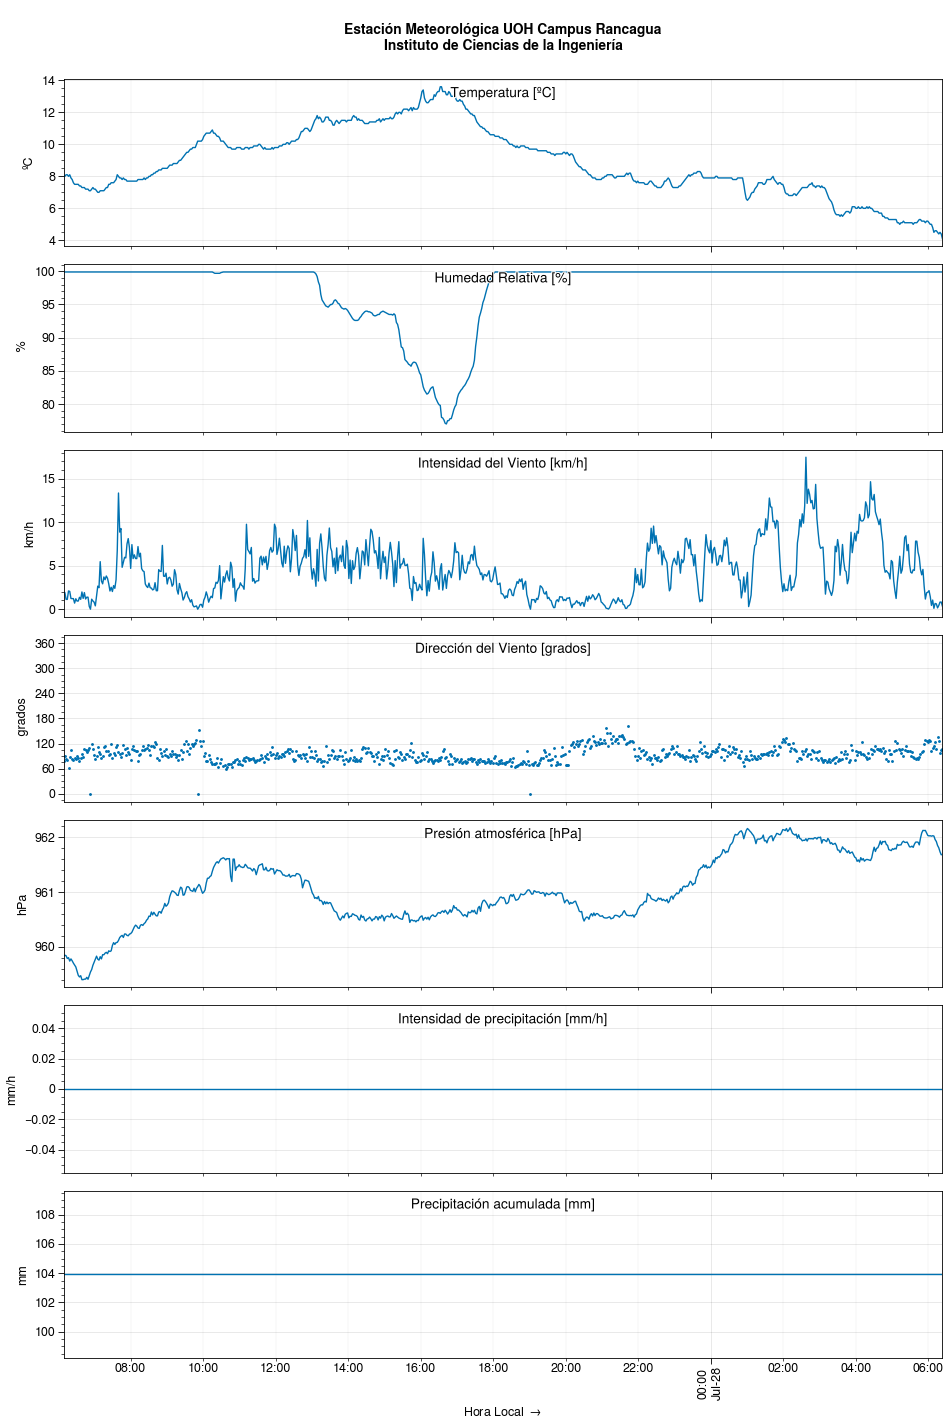 Estación Meteorológica UOH Campus Rancagua
Instituto de Ciencias de la Ingeniería
Temperatura [ºC]
ºC
14
12
10
8
6
4
Humedad Relativa [%]
%
100
95
90
85
80
Intensidad del Viento [km/h]
km/h
15
10
5
0
Dirección del Viento [grados]
grados
360
300
240
180
120
60
0
Presión atmosférica [hPa]
hPa
962
961
960
Intensidad de precipitación [mm/h]
mm/h
0.04
0.02
0
−0.02
−0.04
Precipitación acumulada [mm]
mm
108
106
104
102
100
08:00 10:00 12:00 14:00 16:00 18:00 20:00 22:00 00:00 02:00 04:00 06:00
Jul-28
Hora Local →